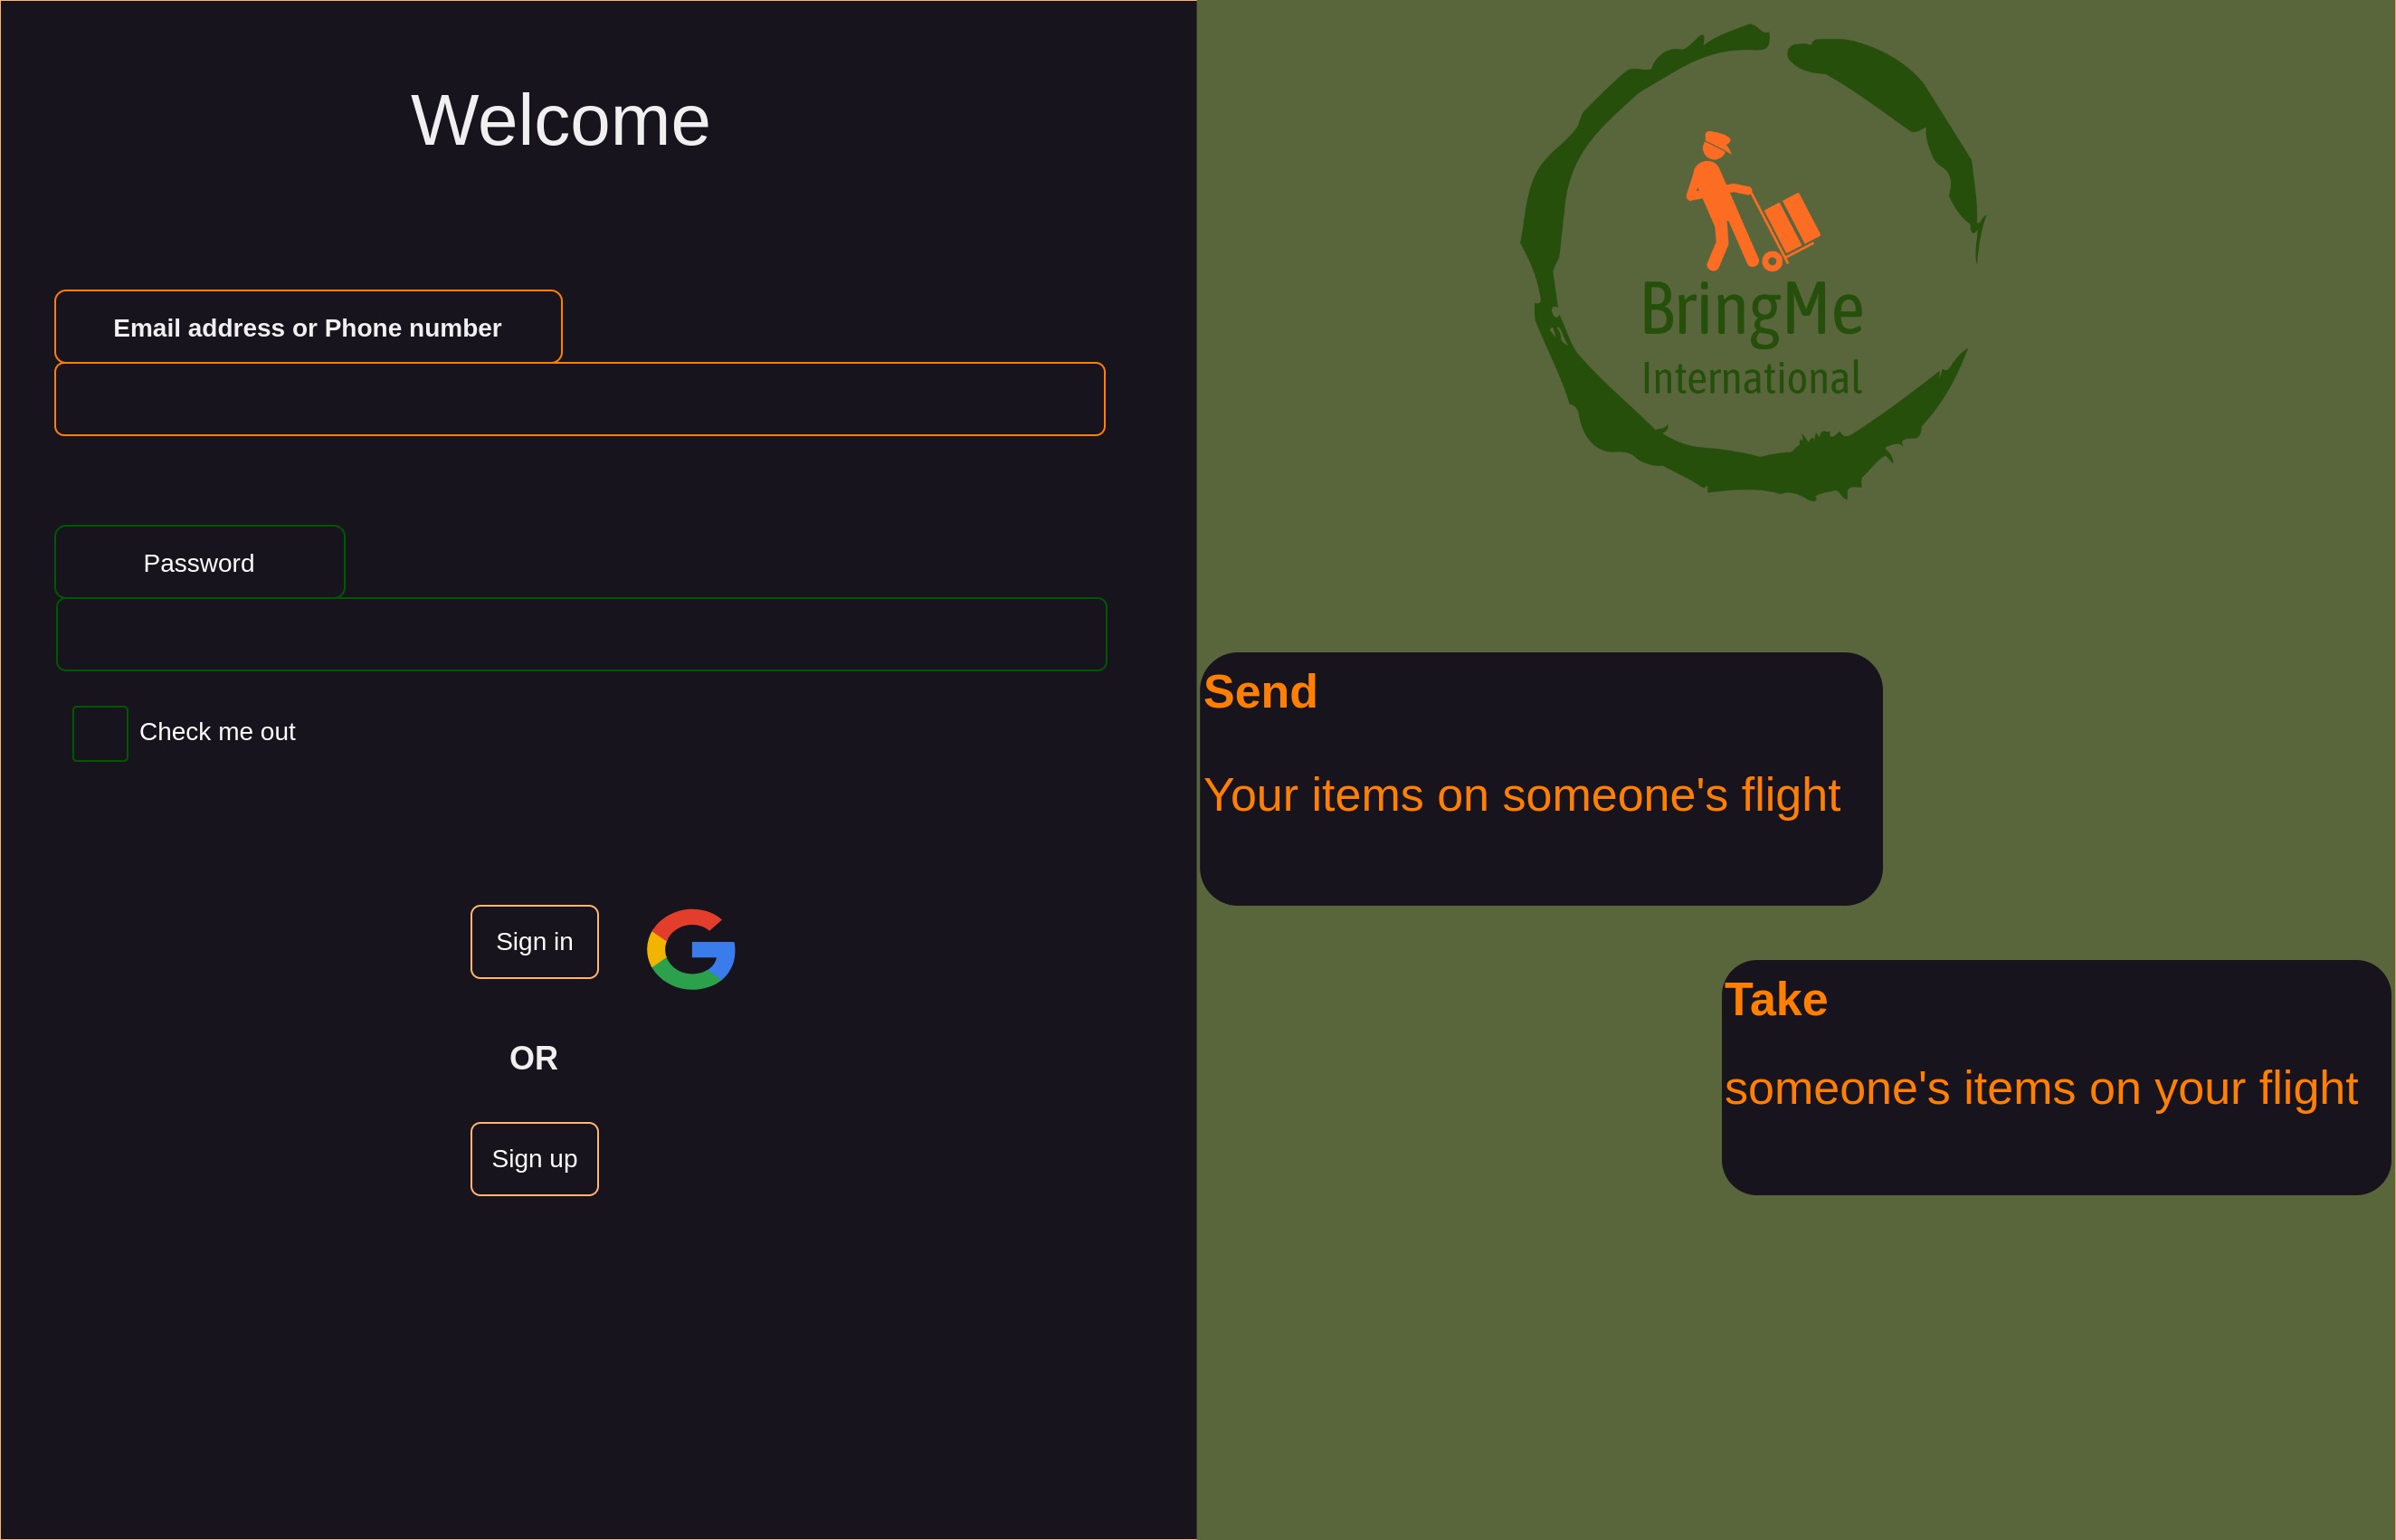 Welcome
Email address or Phone number
Password
Check me out
Sign in
OR
Sign up
BringMe
International
Send
Your items on someone's flight
Take
someone's items on your flight